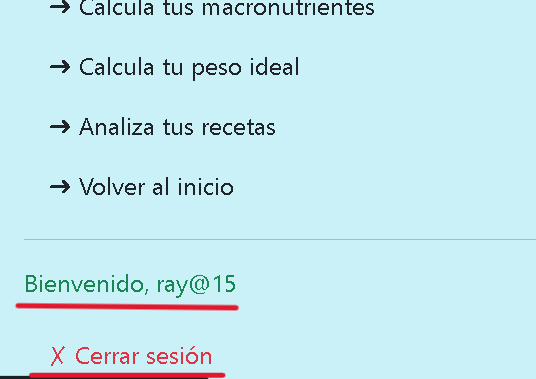 ➔ Calcula tus macronutrientes
➔ Calcula tu peso ideal
➔ Analiza tus recetas
➔ Volver al inicio
Bienvenido, ray@15
╳ Cerrar sesión